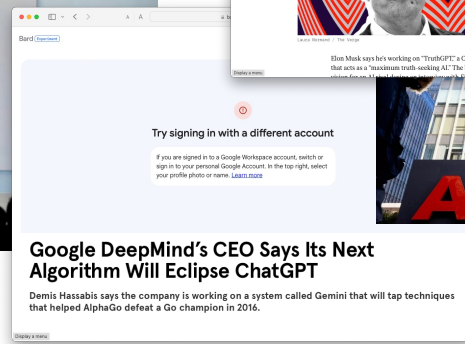 Bard Experiment
A A
Laura Normand / The Verge
Elon Musk says he's working on "TruthGPT," a C
that acts as a "maximum truth-seeking AI." The
Display a menu
Try signing in with a different account
If you are signed in to a Google Workspace account, switch or
sign in to your personal Google Account. In the top right, select
your profile photo or name. Learn more
A
Google DeepMind's CEO Says Its Next
Algorithm Will Eclipse ChatGPT
Demis Hassabis says the company is working on a system called Gemini that will tap techniques
that helped AlphaGo defeat a Go champion in 2016.
Display a menu